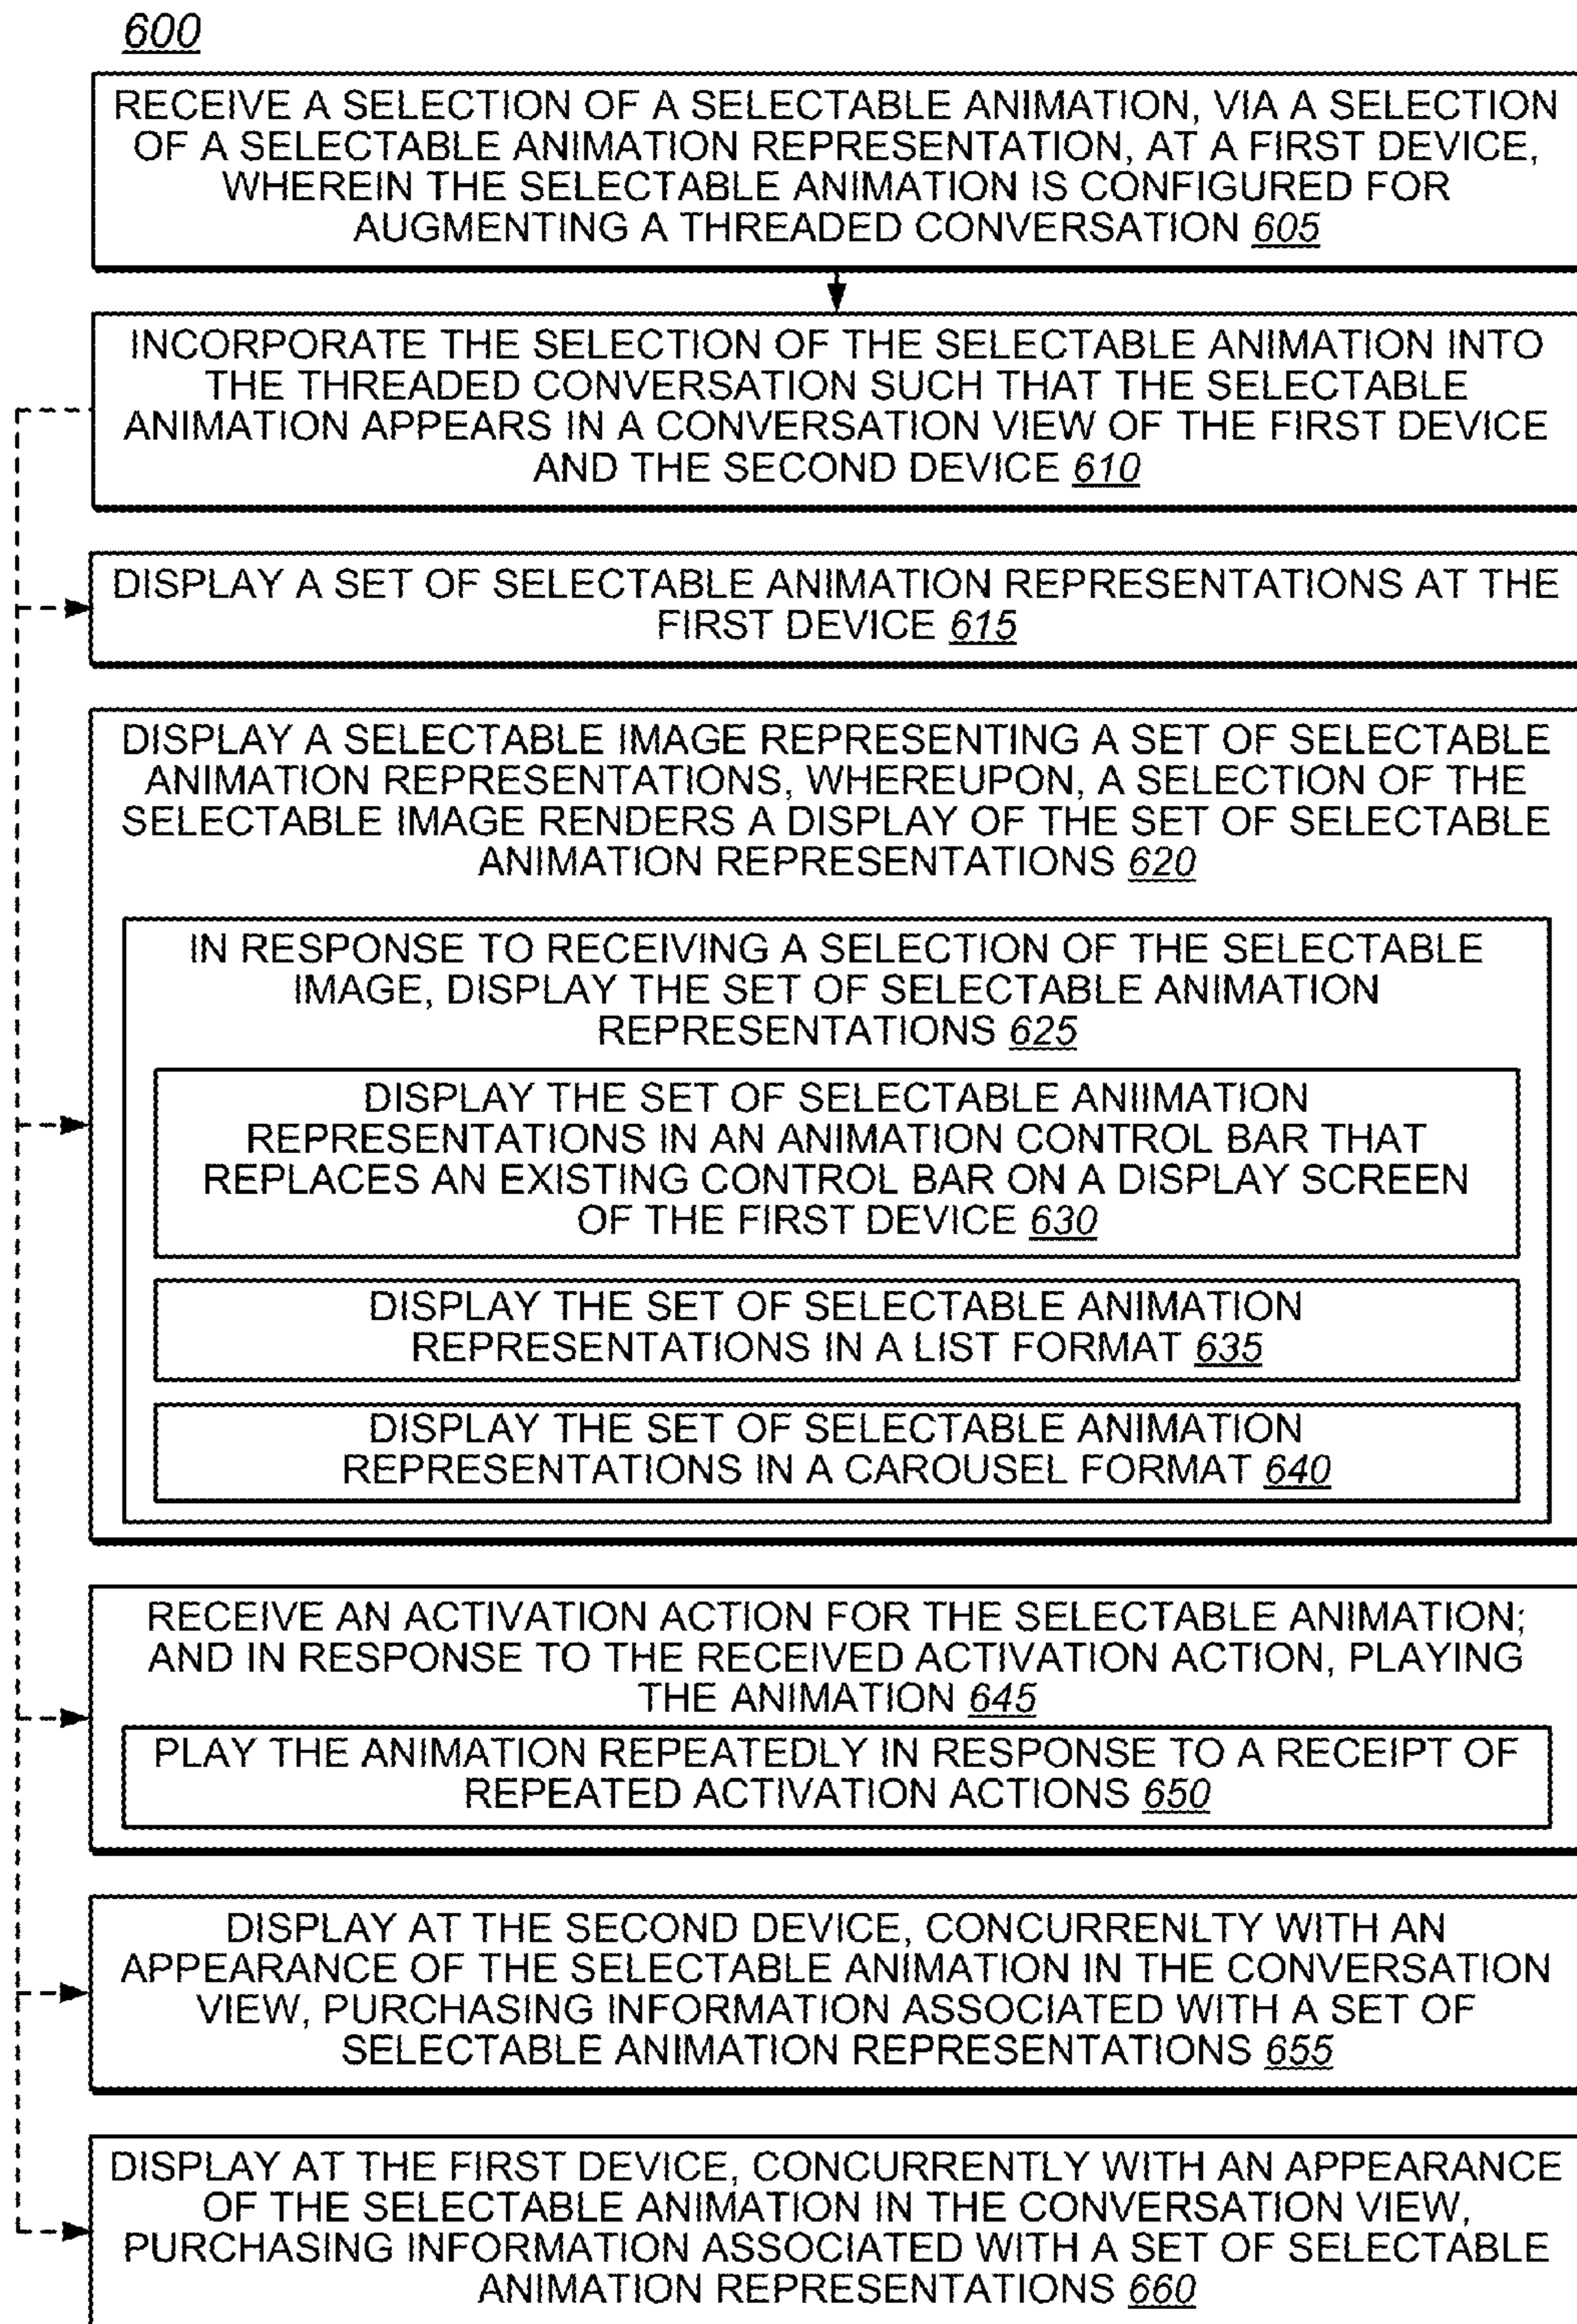 600
RECEIVE A SELECTION OF A SELECTABLE ANIMATION, VIA A SELECTION
OF A SELECTABLE ANIMATION REPRESENTATION, AT A FIRST DEVICE,
WHEREIN THE SELECTABLE ANIMATION IS CONFIGURED FOR
AUGMENTING A THREADED CONVERSATION 605
INCORPORATE THE SELECTION OF THE SELECTABLE ANIMATION INTO
THE THREADED CONVERSATION SUCH THAT THE SELECTABLE
ANIMATION APPEARS IN A CONVERSATION VIEW OF THE FIRST DEVICE
AND THE SECOND DEVICE 610
DISPLAY A SET OF SELECTABLE ANIMATION REPRESENTATIONS AT THE
FIRST DEVICE 615
DISPLAY A SELECTABLE IMAGE REPRESENTING A SET OF SELECTABLE
ANIMATION REPRESENTATIONS, WHEREUPON, A SELECTION OF THE
SELECTABLE IMAGE RENDERS A DISPLAY OF THE SET OF SELECTABLE
ANIMATION REPRESENTATIONS 620
IN RESPONSE TO RECEIVING A SELECTION OF THE SELECTABLE
IMAGE, DISPLAY THE SET OF SELECTABLE ANIMATION
REPRESENTATIONS 625
DISPLAY THE SET OF SELECTABLE ANIIMATION
REPRESENTATIONS IN AN ANIMATION CONTROL BAR THAT
REPLACES AN EXISTING CONTROL BAR ON A DISPLAY SCREEN
OF THE FIRST DEVICE 630
DISPLAY THE SET OF SELECTABLE ANIMATION
REPRESENTATIONS IN A LIST FORMAT 635
DISPLAY THE SET OF SELECTABLE ANIMATION
REPRESENTATIONS IN A CAROUSEL FORMAT 640
RECEIVE AN ACTIVATION ACTION FOR THE SELECTABLE ANIMATION;
AND IN RESPONSE TO THE RECEIVED ACTIVATION ACTION, PLAYING
THE ANIMATION 645
PLAY THE ANIMATION REPEATEDLY IN RESPONSE TO A RECEIPT OF
REPEATED ACTIVATION ACTIONS 650
DISPLAY AT THE SECOND DEVICE, CONCURRENLTY WITH AN
APPEARANCE OF THE SELECTABLE ANIMATION IN THE CONVERSATION
VIEW, PURCHASING INFORMATION ASSOCIATED WITH A SET OF
SELECTABLE ANIMATION REPRESENTATIONS 655
DISPLAY AT THE FIRST DEVICE, CONCURRENTLY WITH AN APPEARANCE
OF THE SELECTABLE ANIMATION IN THE CONVERSATION VIEW,
PURCHASING INFORMATION ASSOCIATED WITH A SET OF SELECTABLE
ANIMATION REPRESENTATIONS 660